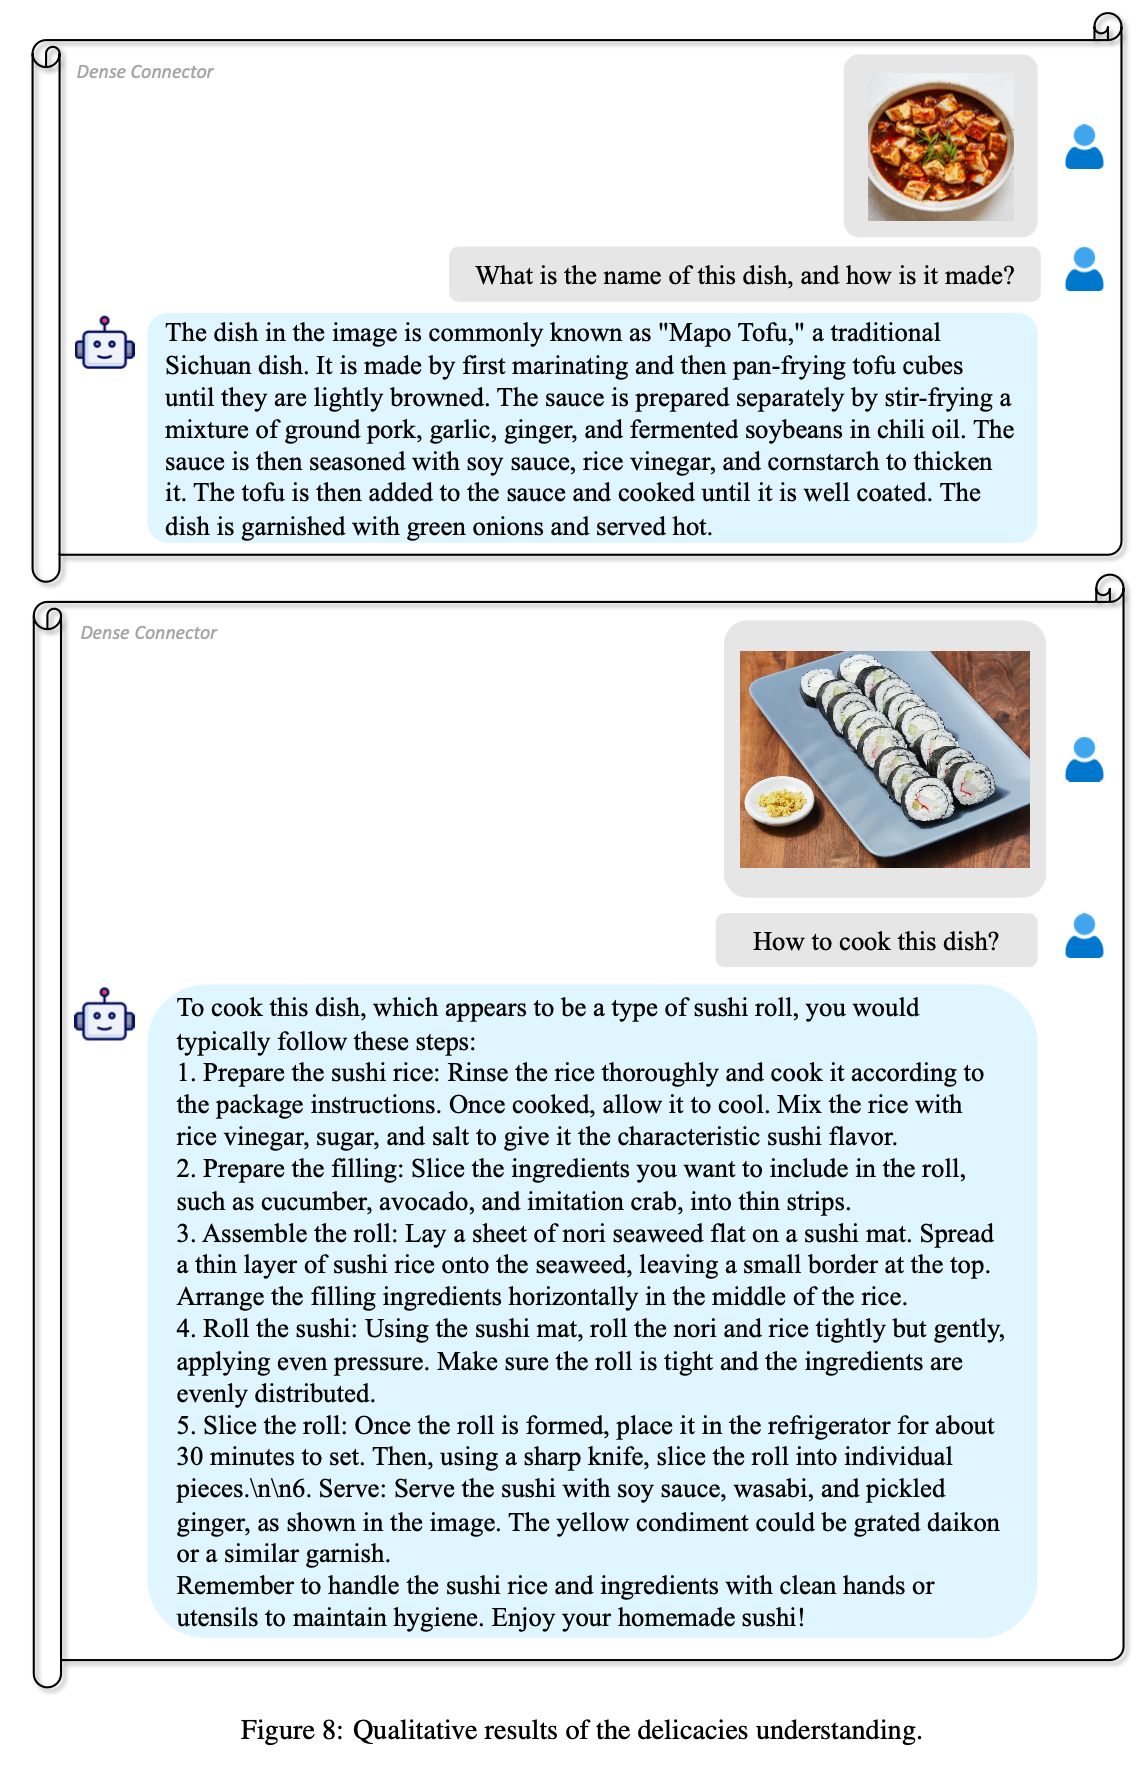 Dense Connector
What is the name of this dish, and how is it made?
The dish in the image is commonly known as "Mapo Tofu," a traditional
Sichuan dish. It is made by first marinating and then pan-frying tofu cubes
until they are lightly browned. The sauce is prepared separately by stir-frying a
mixture of ground pork, garlic, ginger, and fermented soybeans in chili oil. The
sauce is then seasoned with soy sauce, rice vinegar, and cornstarch to thicken
it. The tofu is then added to the sauce and cooked until it is well coated. The
dish is garnished with green onions and served hot.
Dense Connector
How to cook this dish?
To cook this dish, which appears to be a type of sushi roll, you would
typically follow these steps:
1. Prepare the sushi rice: Rinse the rice thoroughly and cook it according to
the package instructions. Once cooked, allow it to cool. Mix the rice with
rice vinegar, sugar, and salt to give it the characteristic sushi flavor.
2. Prepare the filling: Slice the ingredients you want to include in the roll,
such as cucumber, avocado, and imitation crab, into thin strips.
3. Assemble the roll: Lay a sheet of nori seaweed flat on a sushi mat. Spread
a thin layer of sushi rice onto the seaweed, leaving a small border at the top.
Arrange the filling ingredients horizontally in the middle of the rice.
4. Roll the sushi: Using the sushi mat, roll the nori and rice tightly but gently,
applying even pressure. Make sure the roll is tight and the ingredients are
evenly distributed.
5. Slice the roll: Once the roll is formed, place it in the refrigerator for about
30 minutes to set. Then, using a sharp knife, slice the roll into individual
pieces.\n\n6. Serve: Serve the sushi with soy sauce, wasabi, and pickled
ginger, as shown in the image. The yellow condiment could be grated daikon
or a similar garnish.
Remember to handle the sushi rice and ingredients with clean hands or
utensils to maintain hygiene. Enjoy your homemade sushi!
Figure 8: Qualitative results of the delicacies understanding.